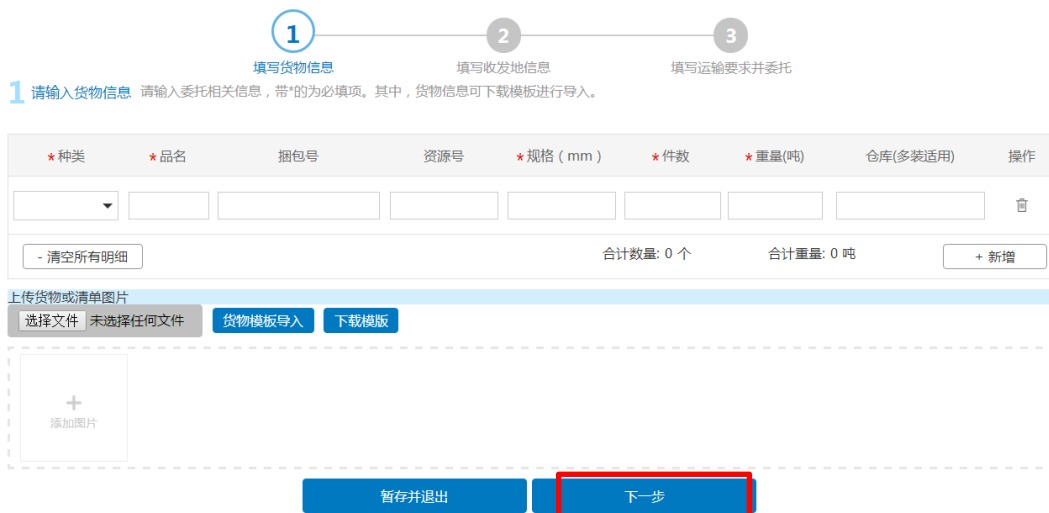 1 2 3
填写货物信息 填写收发地信息 填写运输要求并委托
1 请输入货物信息 请输入委托相关信息，带*的为必填项。其中，货物信息可下载模板进行导入。
*种类 *品名 捆包号 资源号 *规格（mm） *件数 *重量(吨) 仓库(多装适用) 操作
- 清空所有明细 合计数量: 0 个 合计重量: 0 吨 + 新增
上传货物或清单图片
选择文件 未选择任何文件 货物模板导入 下载模版
+
添加图片
暂存并退出 下一步